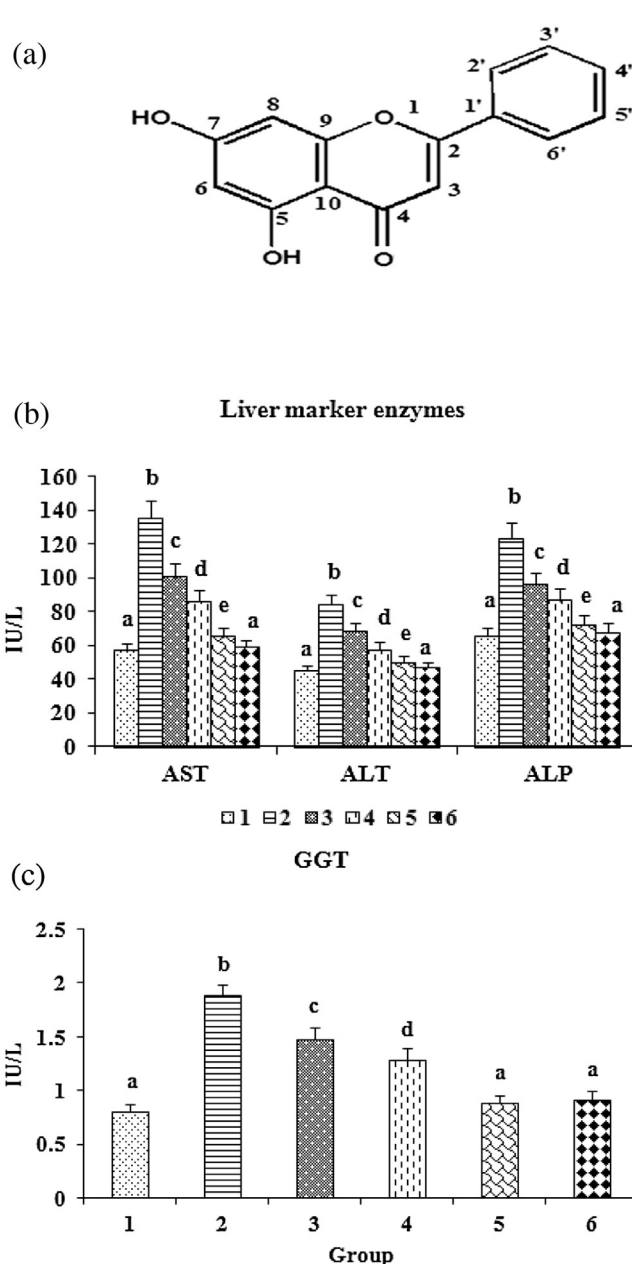 (a)
3'
2'
4'
HO
8
O
1
1'
5'
7
9
2
6'
6
10
3
5
4
OH
O
(b)
Liver marker enzymes
160
140
120
100
80
60
40
20
0
IU/L
a b c d e a
a b c d e a
a b c d e a
AST ALT ALP
1 2 3 4 5 6
(c)
GGT
2.5
2
1.5
1
0.5
0
IU/L
a b c d a a
1 2 3 4 5 6
Group